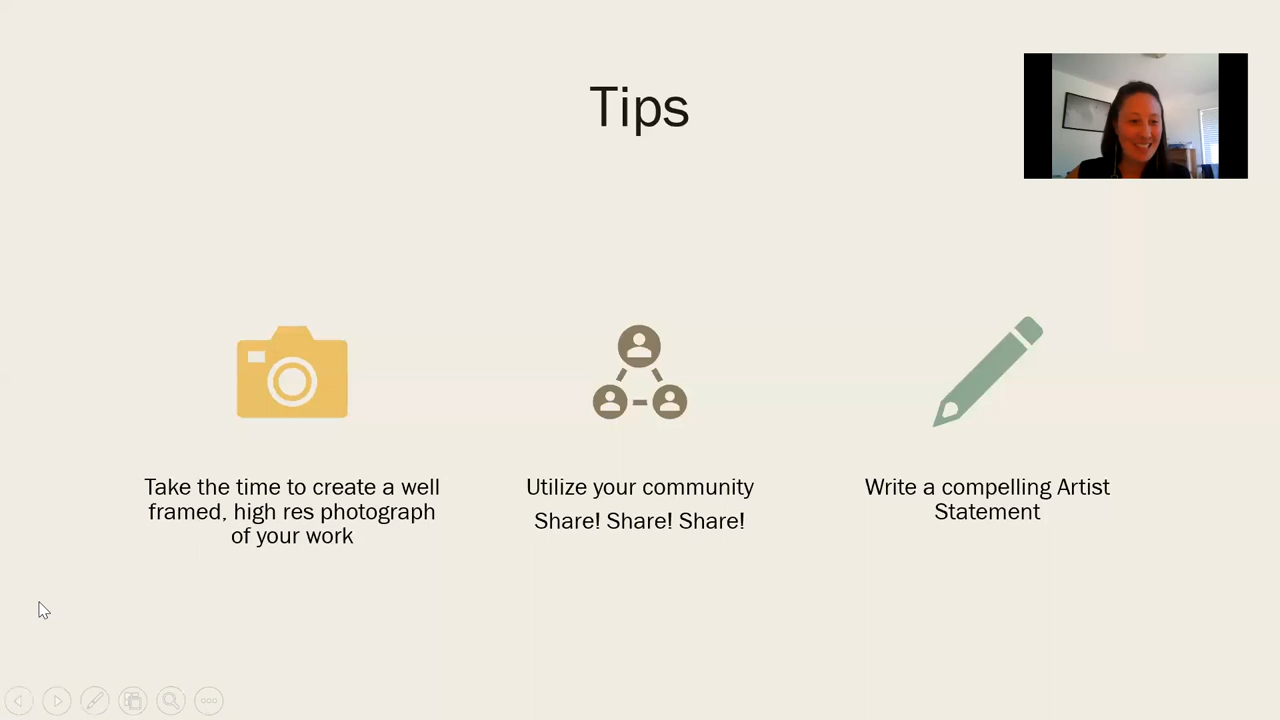 Tips
Take the time to create a well
framed, high res photograph
of your work
Utilize your community
Share! Share! Share!
Write a compelling Artist
Statement